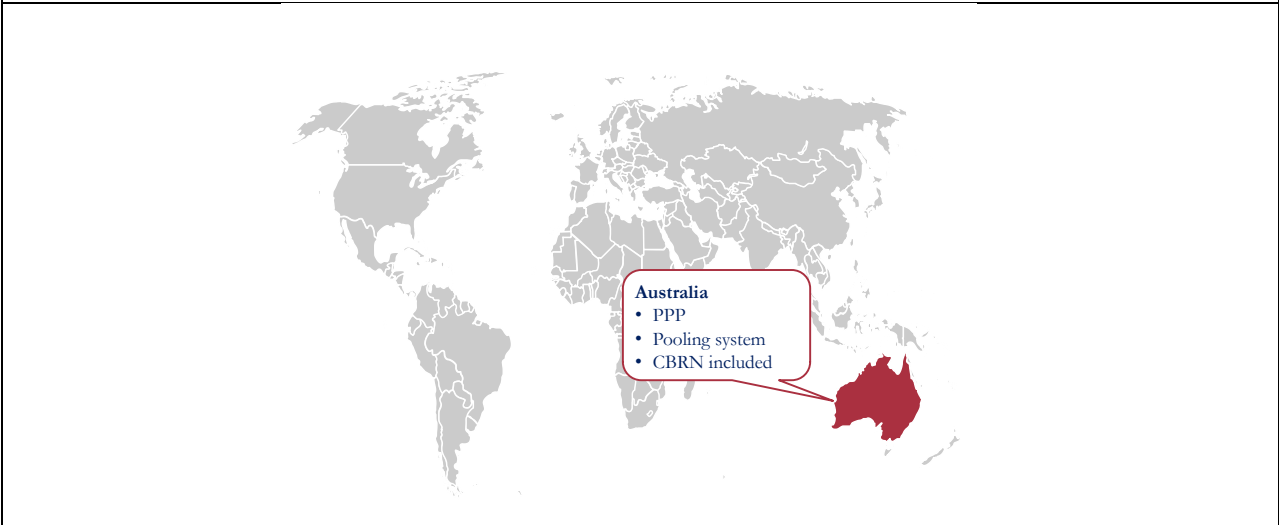 Australia
• PPP
• Pooling system
• CBRN included